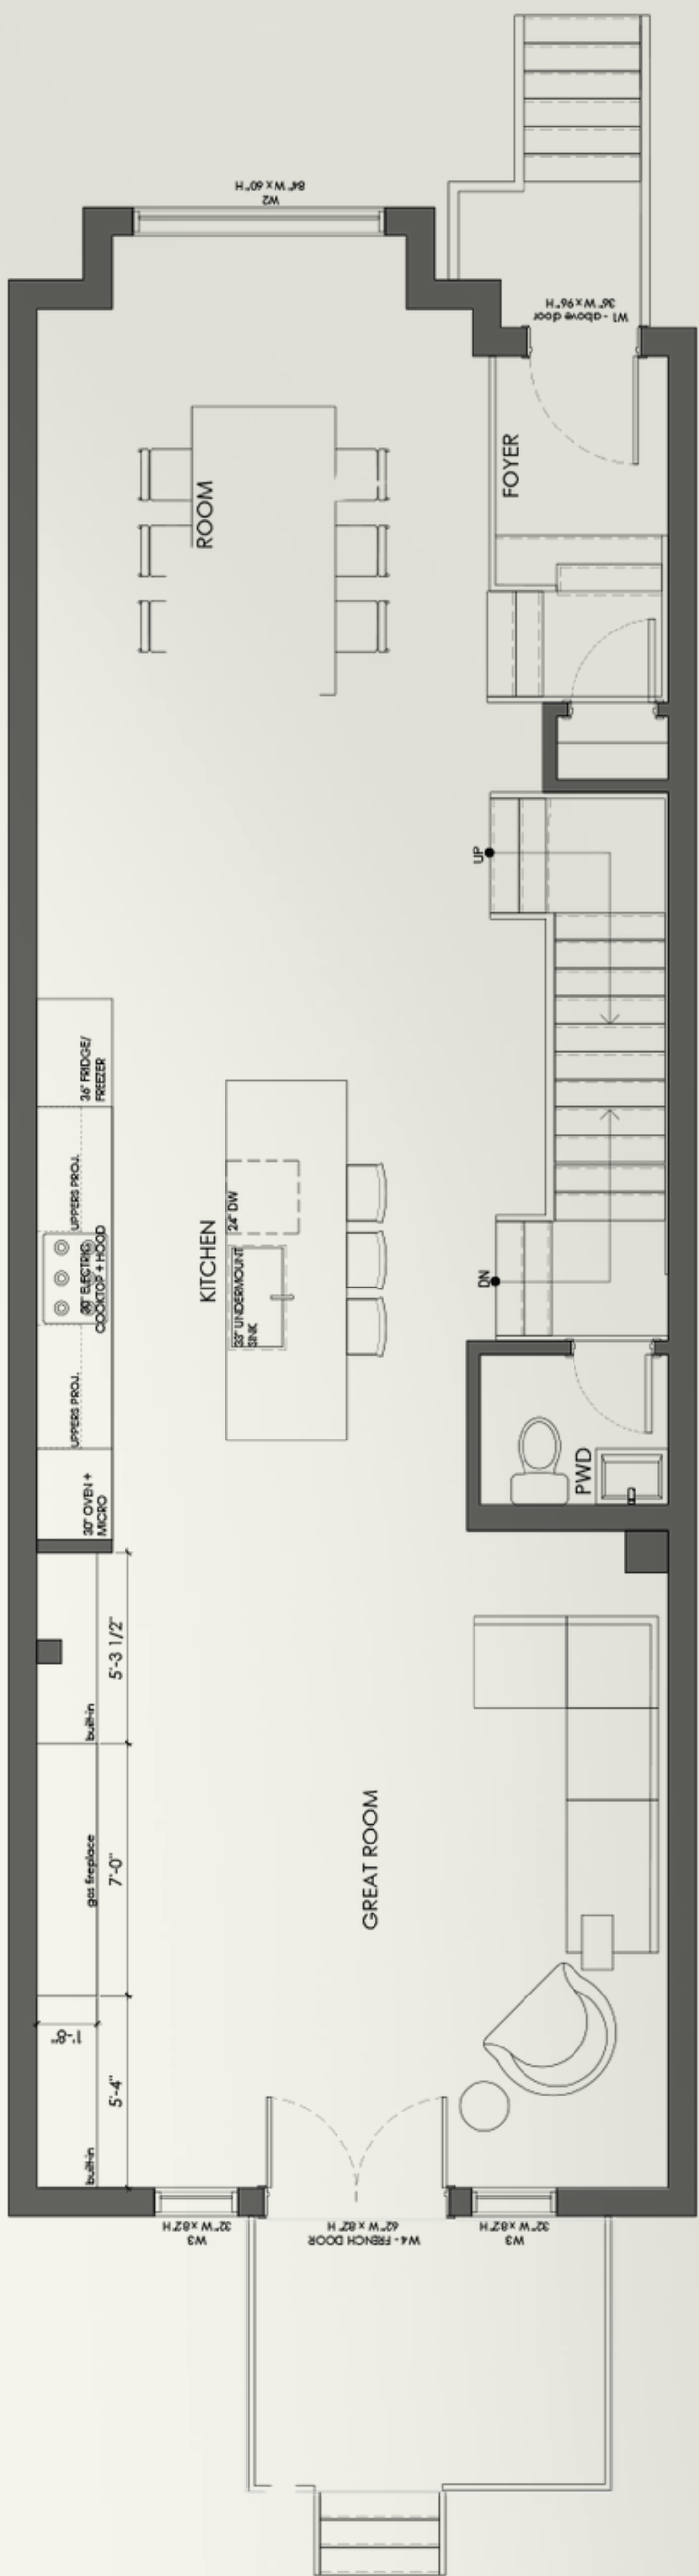 W2
84" W x 60" H
W1 - above door
36" W x 96" H
FOYER
ROOM
UP
36" FRIDGE/
FREEZER
UPPERS PROJ.
30" ELECTRIC
COOKTOP + HOOD
UPPERS PROJ.
30" OVEN +
MICRO
KITCHEN
24" DW
33" UNDERMOUNT
SINK
DN
PWD
5'-3 1/2"
built-in
gas fireplace
7'-0"
GREAT ROOM
1'-8"
5'-4"
built-in
W3
32" W x 82" H
W4 - FRENCH DOOR
62" W x 82" H
W3
32" W x 82" H